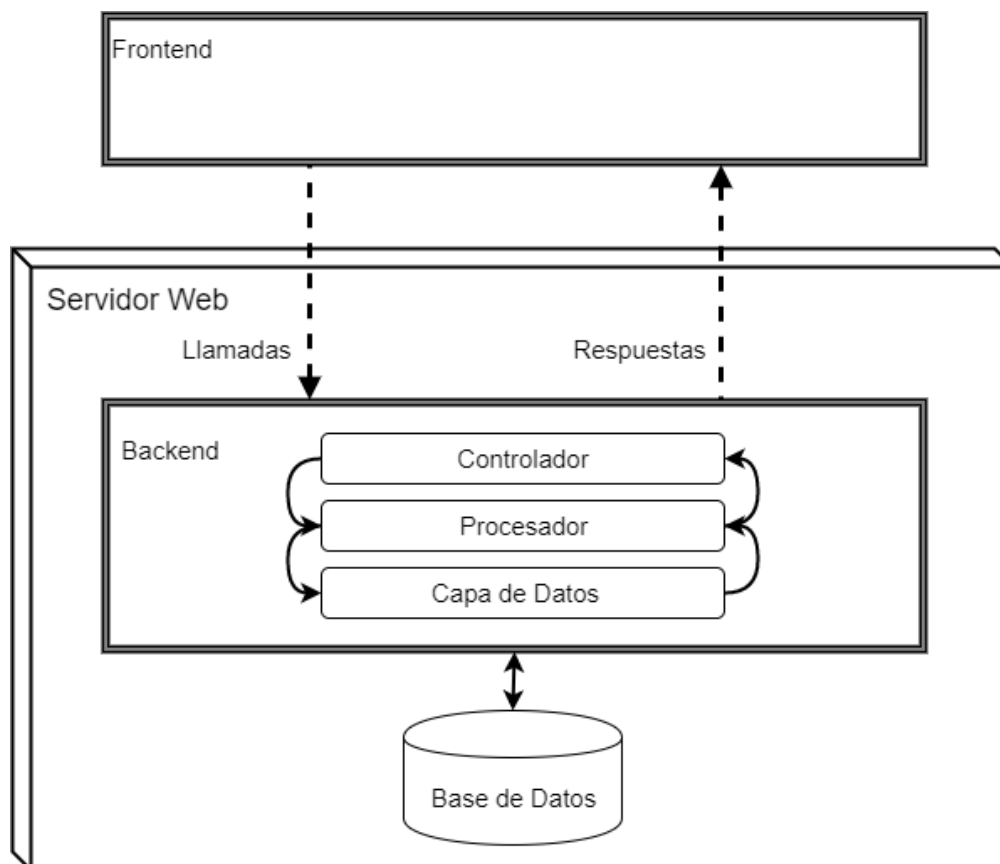 Frontend
Servidor Web
Llamadas
Respuestas
Backend
Controlador
Procesador
Capa de Datos
Base de Datos